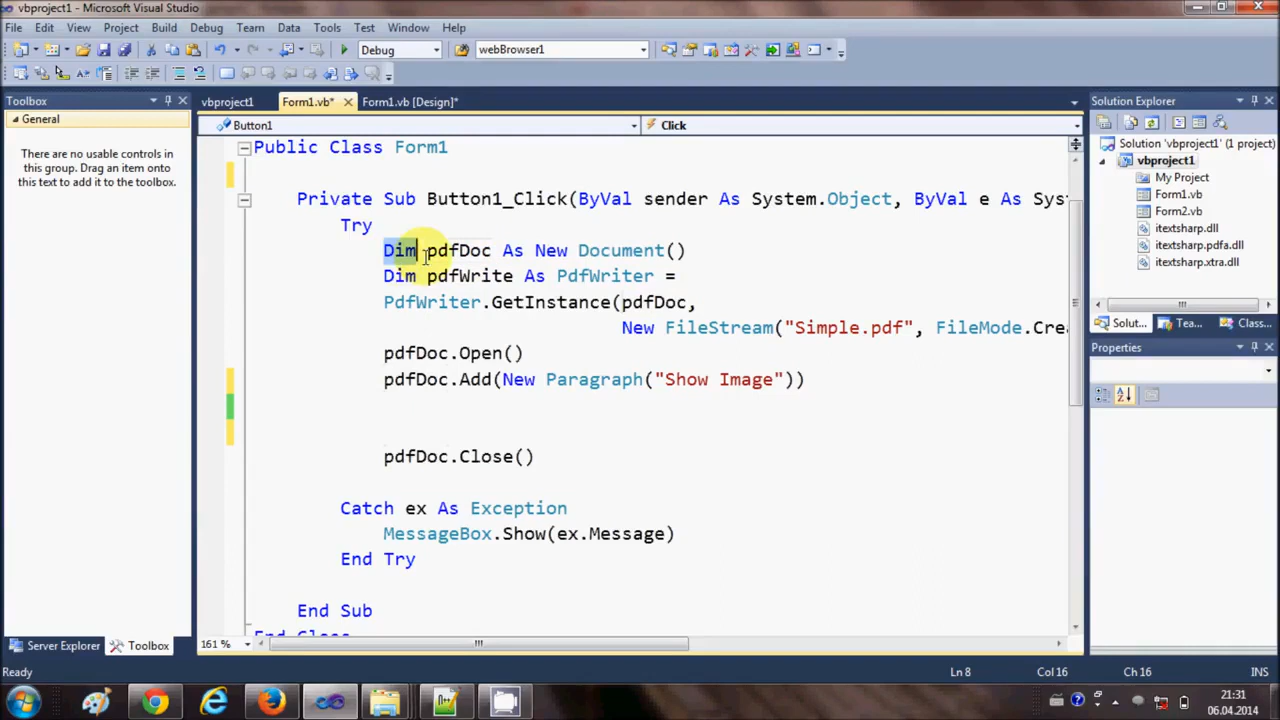 vbproject1 - Microsoft Visual Studio
File Edit View Project Build Debug Team Data Tools Test Window Help
Debug webBrowser1
Toolbox
General
There are no usable controls in
this group. Drag an item onto
this text to add it to the toolbox.
Server Explorer Toolbox
vbproject1 Form1.vb* Form1.vb [Design]*
Button1 Click
Public Class Form1
Private Sub Button1_Click(ByVal sender As System.Object, ByVal e As Sys
Try
Dim pdfDoc As New Document()
Dim pdfWrite As PdfWriter =
PdfWriter.GetInstance(pdfDoc,
New FileStream("Simple.pdf", FileMode.Crea
pdfDoc.Open()
pdfDoc.Add(New Paragraph("Show Image"))
pdfDoc.Close()
Catch ex As Exception
MessageBox.Show(ex.Message)
End Try
End Sub
End Class
161 %
Solution Explorer
Solution 'vbproject1' (1 project)
vbproject1
My Project
Form1.vb
Form2.vb
itextsharp.dll
itextsharp.pdfa.dll
itextsharp.xtra.dll
Solut... Tea... Class...
Properties
Ready Ln 8 Col 16 Ch 16 INS
21:31
06.04.2014